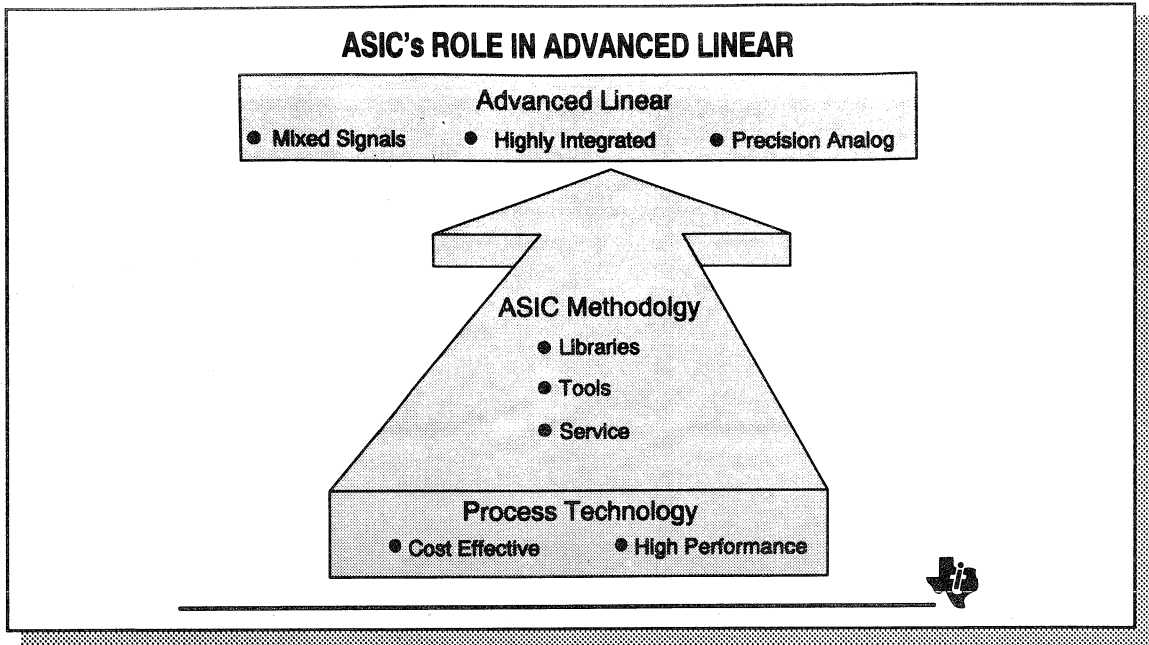 ASIC's ROLE IN ADVANCED LINEAR
Advanced Linear
● Mixed Signals ● Highly Integrated ● Precision Analog
ASIC Methodolgy
● Libraries
● Tools
● Service
Process Technology
● Cost Effective ● High Performance